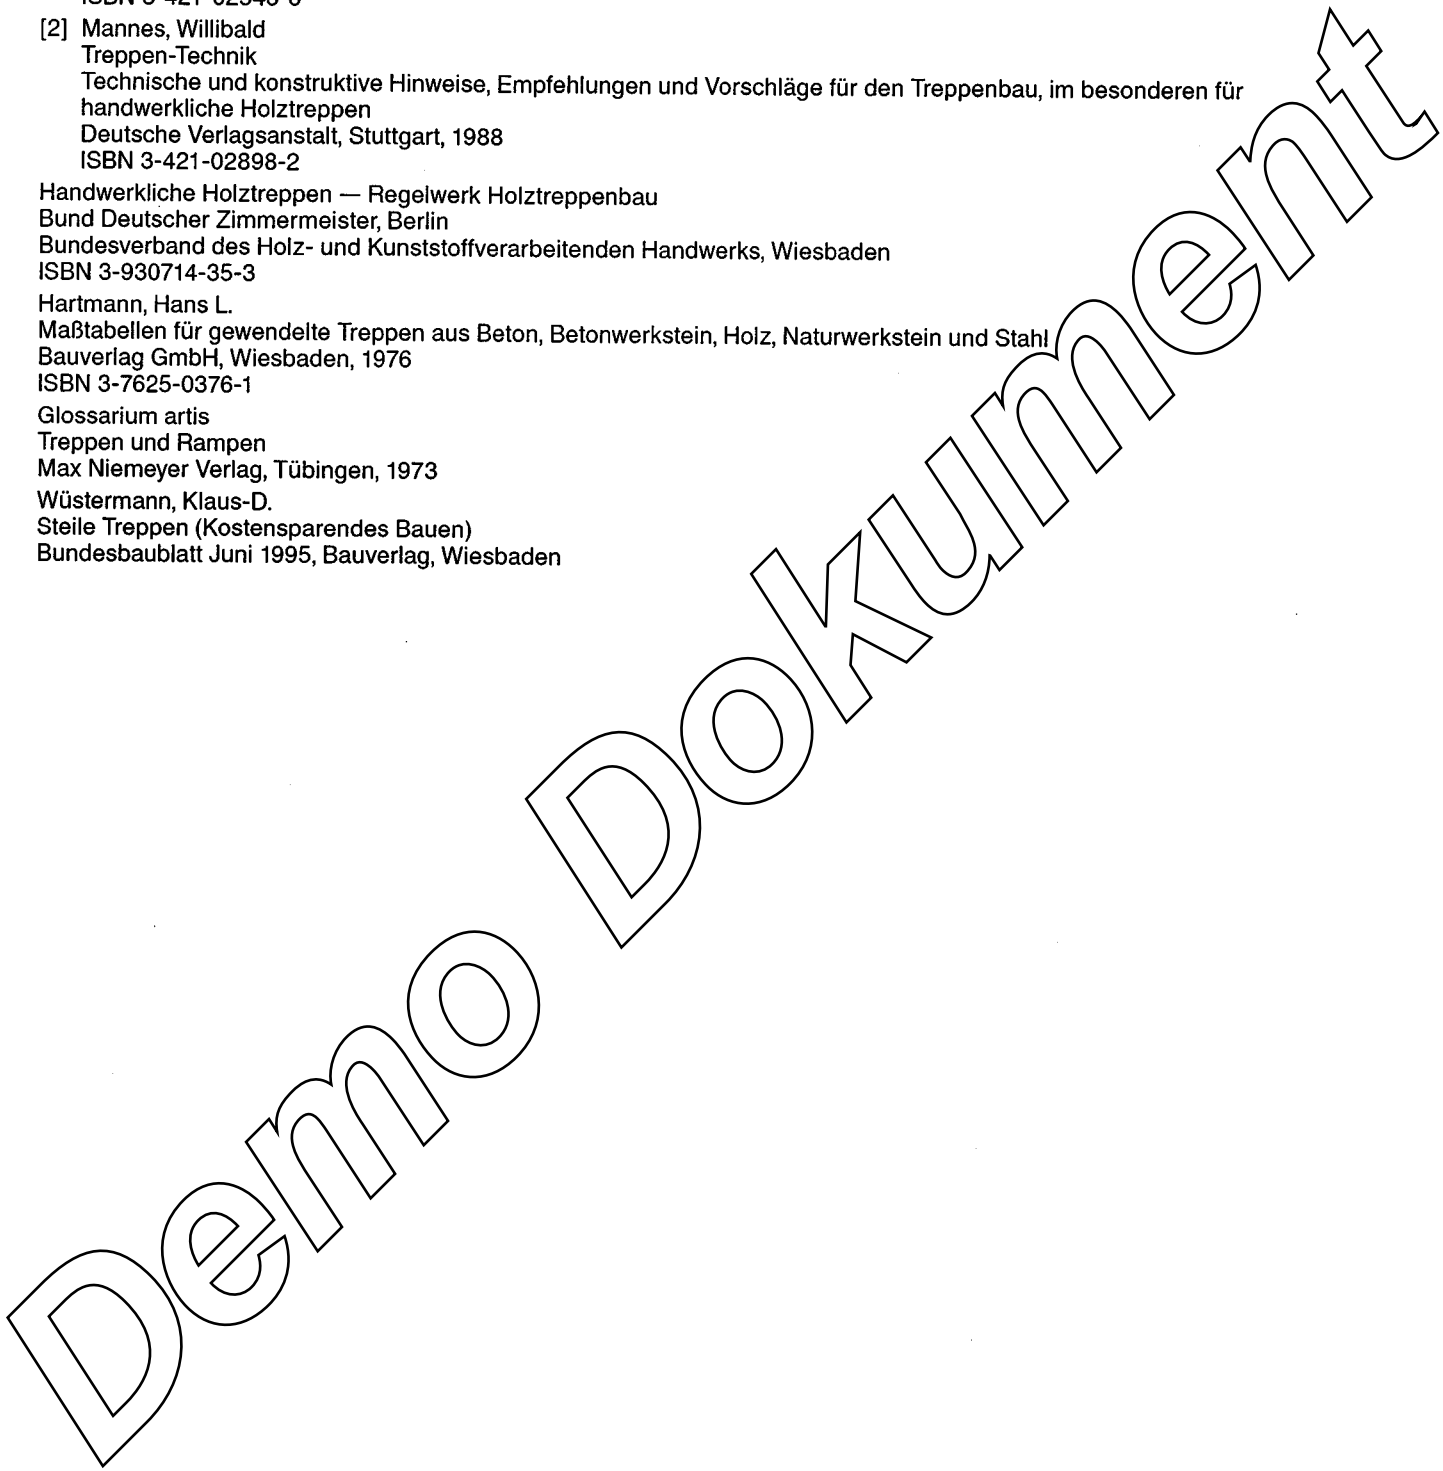 [2] Mannes, Willibald
Treppen-Technik
Technische und konstruktive Hinweise, Empfehlungen und Vorschläge für den Treppenbau, im besonderen für
handwerkliche Holztreppen
Deutsche Verlagsanstalt, Stuttgart, 1988
ISBN 3-421-02898-2
Handwerkliche Holztreppen — Regelwerk Holztreppenbau
Bund Deutscher Zimmermeister, Berlin
Bundesverband des Holz- und Kunststoffverarbeitenden Handwerks, Wiesbaden
ISBN 3-930714-35-3
Hartmann, Hans L.
Maßtabellen für gewendelte Treppen aus Beton, Betonwerkstein, Holz, Naturwerkstein und Stahl
Bauverlag GmbH, Wiesbaden, 1976
ISBN 3-7625-0376-1
Glossarium artis
Treppen und Rampen
Max Niemeyer Verlag, Tübingen, 1973
Wüstermann, Klaus-D.
Steile Treppen (Kostensparendes Bauen)
Bundesbaublatt Juni 1995, Bauverlag, Wiesbaden
Demo Dokument